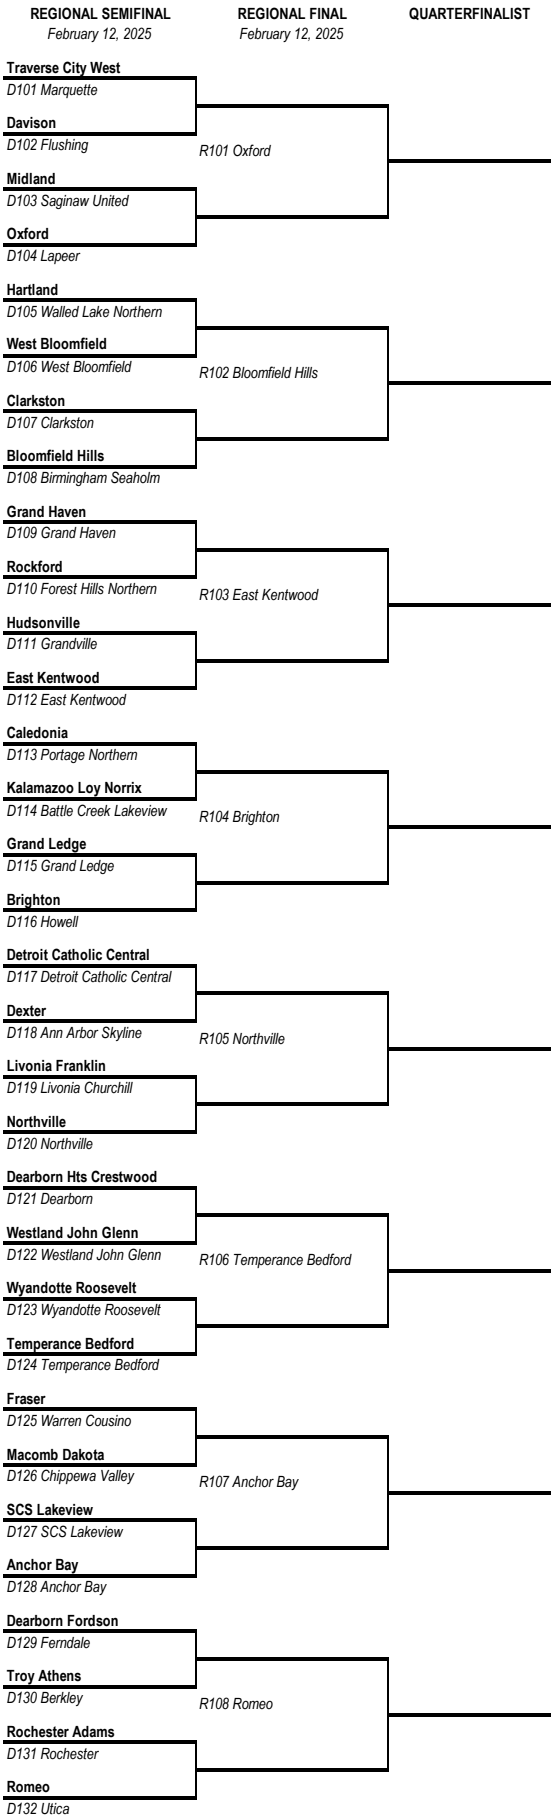 REGIONAL SEMIFINAL REGIONAL FINAL QUARTERFINALIST
February 12, 2025 February 12, 2025
Traverse City West
D101 Marquette
Davison
D102 Flushing
R101 Oxford
Midland
D103 Saginaw United
Oxford
D104 Lapeer
Hartland
D105 Walled Lake Northern
West Bloomfield
D106 West Bloomfield
R102 Bloomfield Hills
Clarkston
D107 Clarkston
Bloomfield Hills
D108 Birmingham Seaholm
Grand Haven
D109 Grand Haven
Rockford
D110 Forest Hills Northern
R103 East Kentwood
Hudsonville
D111 Grandville
East Kentwood
D112 East Kentwood
Caledonia
D113 Portage Northern
Kalamazoo Loy Norrix
D114 Battle Creek Lakeview
R104 Brighton
Grand Ledge
D115 Grand Ledge
Brighton
D116 Howell
Detroit Catholic Central
D117 Detroit Catholic Central
Dexter
D118 Ann Arbor Skyline
R105 Northville
Livonia Franklin
D119 Livonia Churchill
Northville
D120 Northville
Dearborn Hts Crestwood
D121 Dearborn
Westland John Glenn
D122 Westland John Glenn
R106 Temperance Bedford
Wyandotte Roosevelt
D123 Wyandotte Roosevelt
Temperance Bedford
D124 Temperance Bedford
Fraser
D125 Warren Cousino
Macomb Dakota
D126 Chippewa Valley
R107 Anchor Bay
SCS Lakeview
D127 SCS Lakeview
Anchor Bay
D128 Anchor Bay
Dearborn Fordson
D129 Ferndale
Troy Athens
D130 Berkley
R108 Romeo
Rochester Adams
D131 Rochester
Romeo
D132 Utica